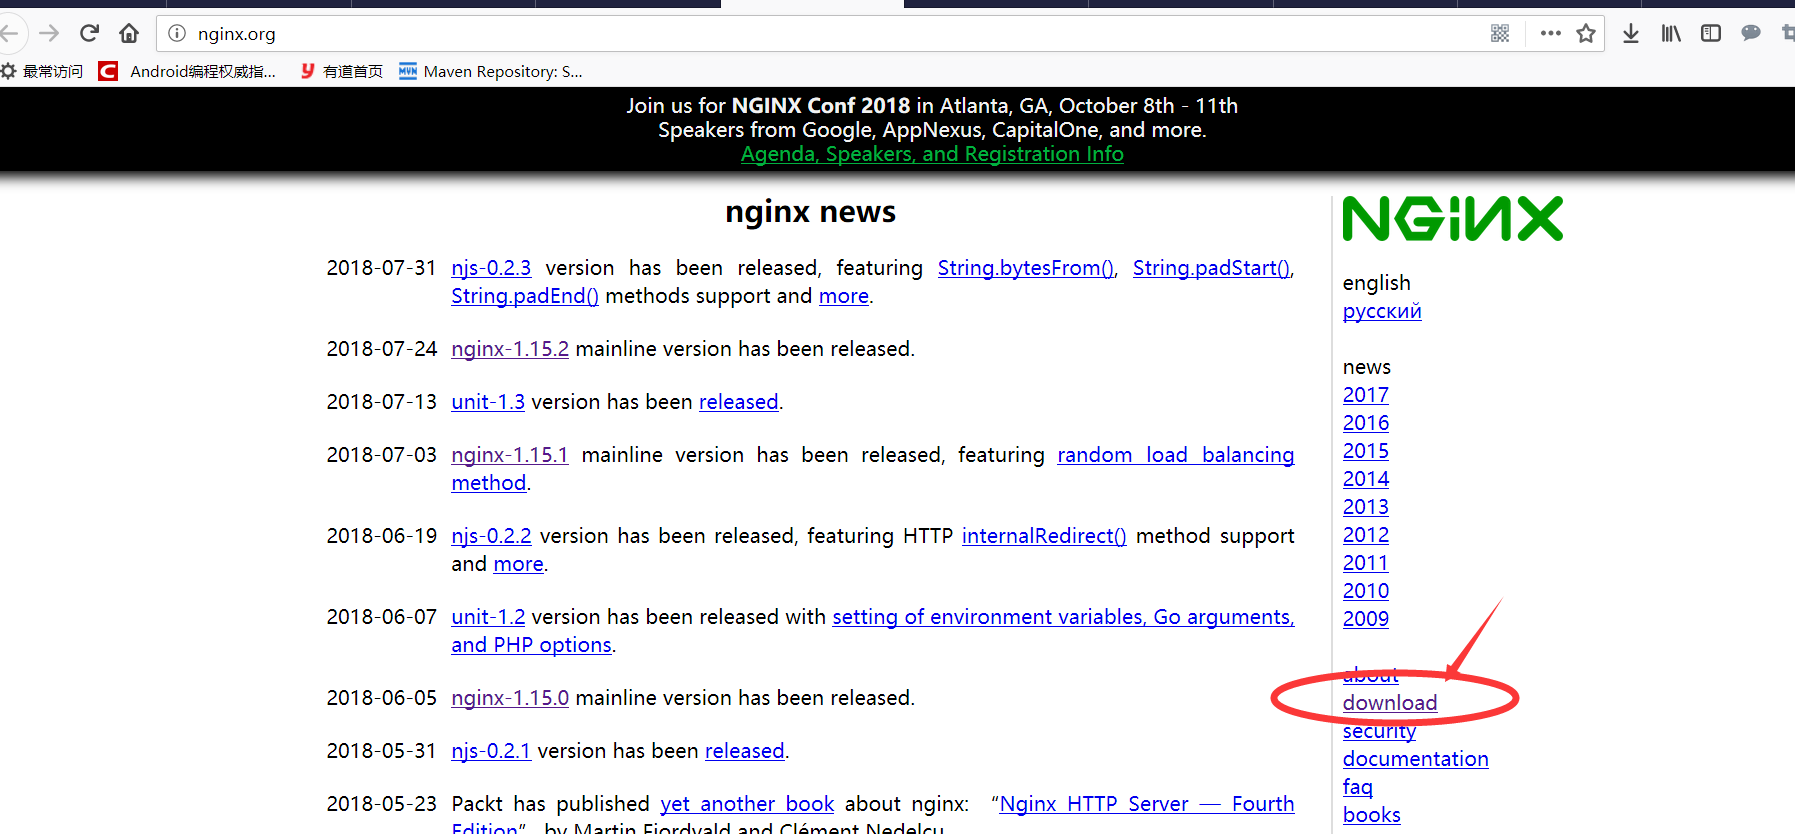 nginx.org
最常访问
Android编程权威指...
有道首页
MVN
Maven Repository: S...
Join us for NGINX Conf 2018 in Atlanta, GA, October 8th - 11th
Speakers from Google, AppNexus, CapitalOne, and more.
Agenda, Speakers, and Registration Info
nginx news
2018-07-31 njs-0.2.3 version has been released, featuring String.bytesFrom(), String.padStart(),
String.padEnd() methods support and more.
2018-07-24 nginx-1.15.2 mainline version has been released.
2018-07-13 unit-1.3 version has been released.
2018-07-03 nginx-1.15.1 mainline version has been released, featuring random load balancing
method.
2018-06-19 njs-0.2.2 version has been released, featuring HTTP internalRedirect() method support
and more.
2018-06-07 unit-1.2 version has been released with setting of environment variables, Go arguments,
and PHP options.
2018-06-05 nginx-1.15.0 mainline version has been released.
2018-05-31 njs-0.2.1 version has been released.
2018-05-23 Packt has published yet another book about nginx: “Nginx HTTP Server — Fourth
Edition”, by Martin Fjordvald and Clément Nedelcu.
NGINX
english
русский
news
2017
2016
2015
2014
2013
2012
2011
2010
2009
about
download
security
documentation
faq
books